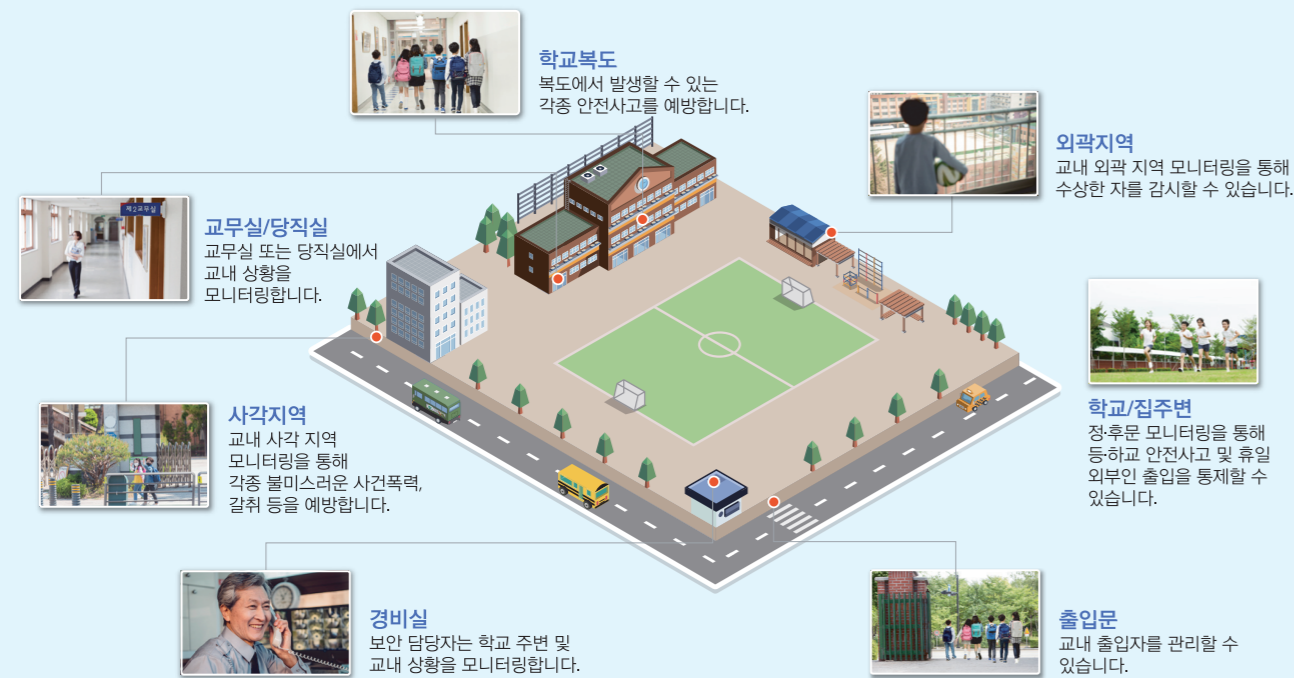 학교복도
복도에서 발생할 수 있는
각종 안전사고를 예방합니다.
외곽지역
교내 외곽 지역 모니터링을 통해
수상한 자를 감시할 수 있습니다.
제2교무실
교무실/당직실
교무실 또는 당직실에서
교내 상황을
모니터링합니다.
학교/집주변
정·후문 모니터링을 통해
등·하교 안전사고 및 휴일
외부인 출입을 통제할 수
있습니다.
사각지역
교내 사각 지역
모니터링을 통해
각종 불미스러운 사건폭력,
갈취 등을 예방합니다.
경비실
보안 담당자는 학교 주변 및
교내 상황을 모니터링합니다.
출입문
교내 출입자를 관리할 수
있습니다.